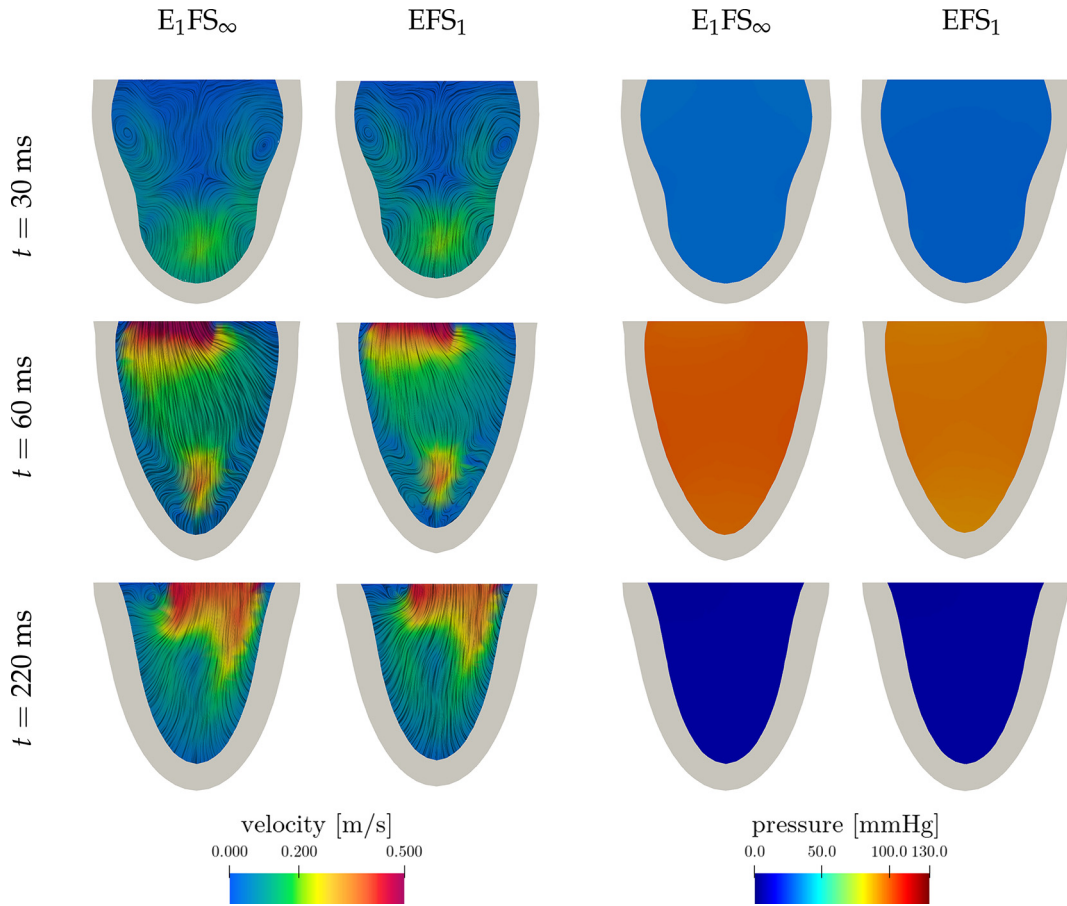 E₁FS∞ EFS₁ E₁FS∞ EFS₁
t = 30 ms
t = 60 ms
t = 220 ms
velocity [m/s] pressure [mmHg]
0.000 0.200 0.500 0.0 50.0 100.0 130.0